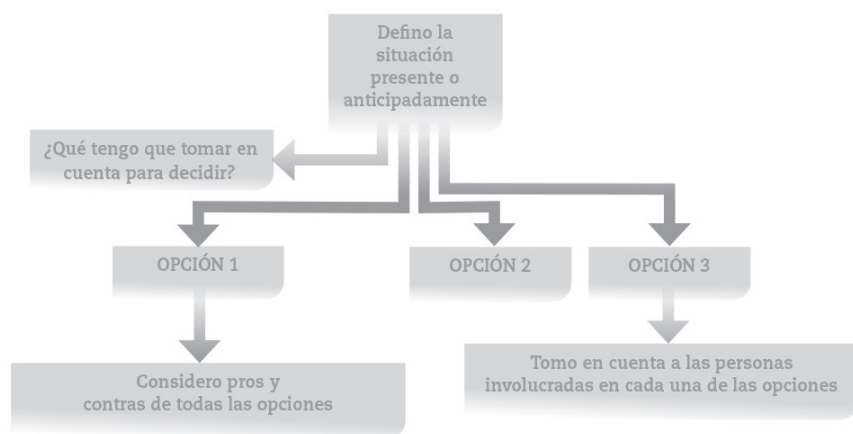 Defino la
situación
presente o
anticipadamente
¿Qué tengo que tomar en
cuenta para decidir?
OPCIÓN 1
OPCIÓN 2
OPCIÓN 3
Considero pros y
contras de todas las opciones
Tomo en cuenta a las personas
involucradas en cada una de las opciones